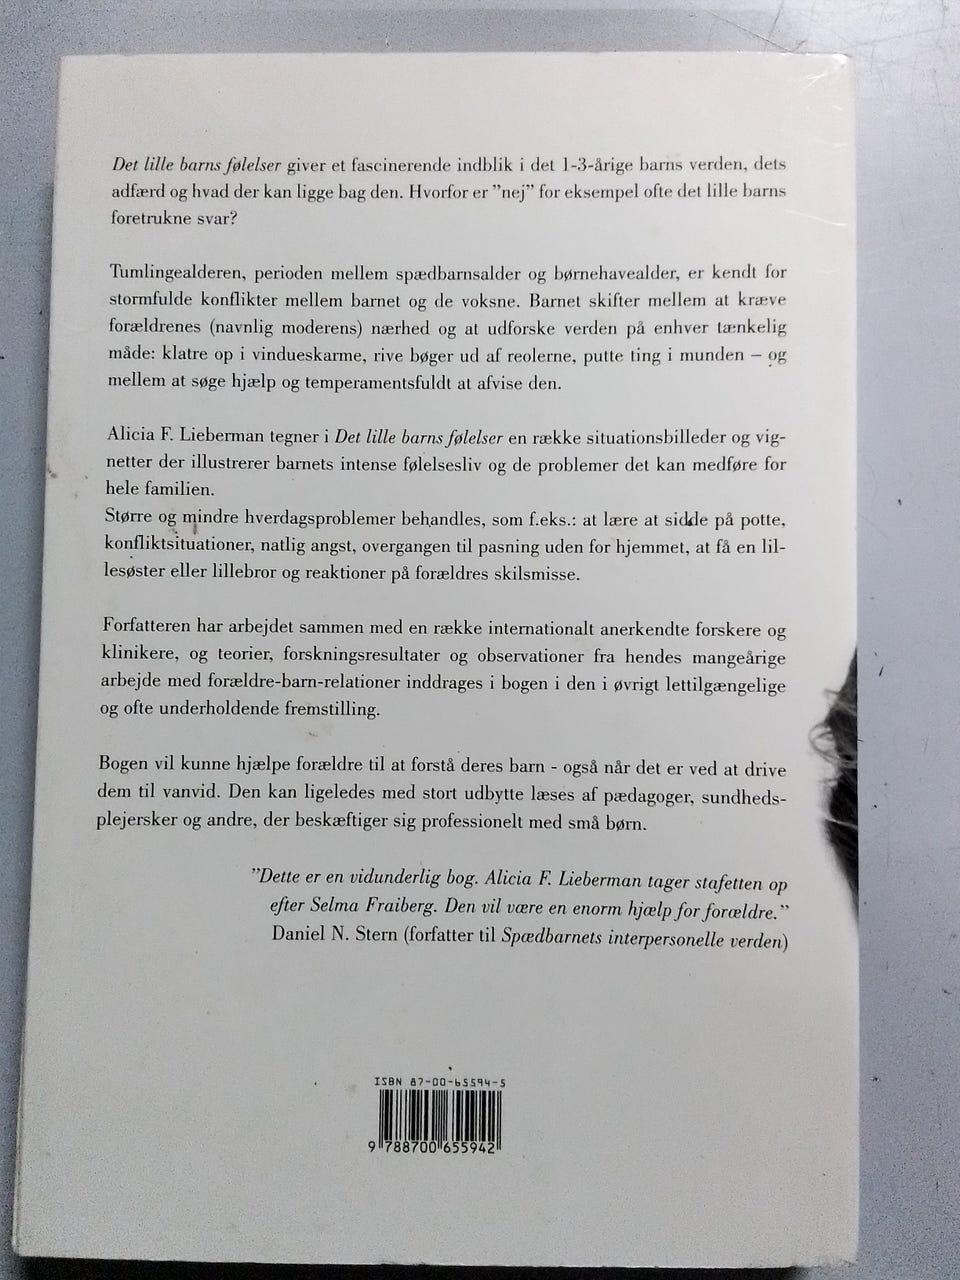 Det lille barns følelser giver et fascinerende indblik i det 1-3-årige barns verden, dets
adfærd og hvad der kan ligge bag den. Hvorfor er ”nej” for eksempel ofte det lille barns
foretrukne svar?
Tumlingealderen, perioden mellem spædbarnsalder og børnehavealder, er kendt for
stormfulde konflikter mellem barnet og de voksne. Barnet skifter mellem at kræve
forældrenes (navnlig moderens) nærhed og at udforske verden på enhver tænkelig
måde: klatre op i vindueskarme, rive bøger ud af reolerne, putte ting i munden – og
mellem at søge hjælp og temperamentsfuldt at afvise den.
Alicia F. Lieberman tegner i Det lille barns følelser en række situationsbilleder og vig-
netter der illustrerer barnets intense følelsesliv og de problemer det kan medføre for
hele familien.
Større og mindre hverdagsproblemer behandles, som f.eks.: at lære at sidde på potte,
konfliktsituationer, natlig angst, overgangen til pasning uden for hjemmet, at få en lil-
lesøster eller lillebror og reaktioner på forældres skilsmisse.
Forfatteren har arbejdet sammen med en række internationalt anerkendte forskere og
klinikere, og teorier, forskningsresultater og observationer fra hendes mangeårige
arbejde med forældre-barn-relationer inddrages i bogen i den i øvrigt lettilgængelige
og ofte underholdende fremstilling.
Bogen vil kunne hjælpe forældre til at forstå deres barn - også når det er ved at drive
dem til vanvid. Den kan ligeledes med stort udbytte læses af pædagoger, sundheds-
plejersker og andre, der beskæftiger sig professionelt med små børn.
”Dette er en vidunderlig bog. Alicia F. Lieberman tager stafetten op
efter Selma Fraiberg. Den vil være en enorm hjælp for forældre.”
Daniel N. Stern (forfatter til Spædbarnets interpersonelle verden)
ISBN 87-00-65594-5
9 788700 655942